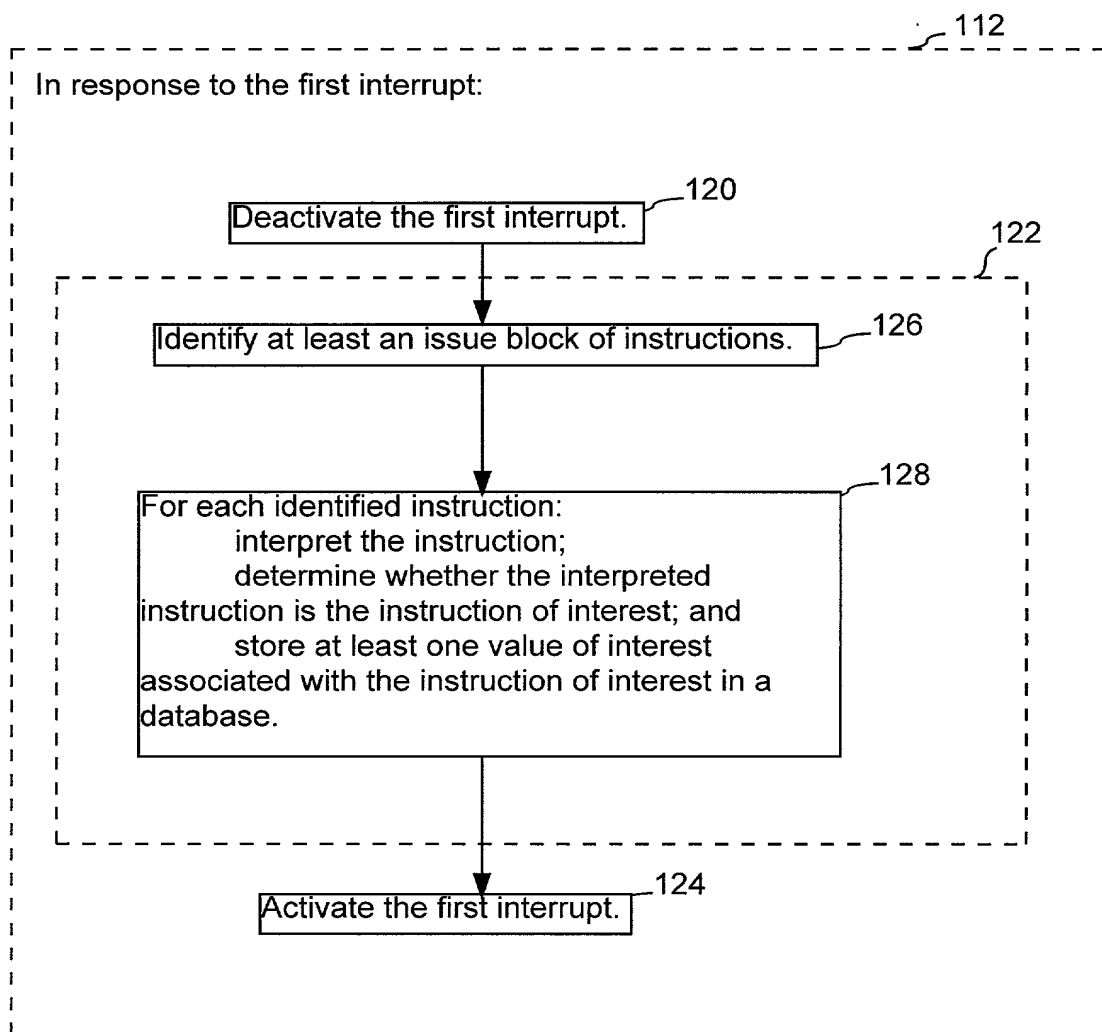 112
In response to the first interrupt:
120
Deactivate the first interrupt.
122
Identify at least an issue block of instructions.
126
128
For each identified instruction:
interpret the instruction;
determine whether the interpreted
instruction is the instruction of interest; and
store at least one value of interest
associated with the instruction of interest in a
database.
124
Activate the first interrupt.